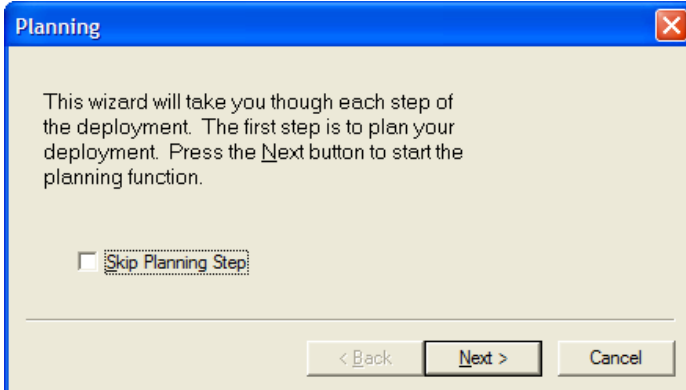 Planning
This wizard will take you though each step of
the deployment.  The first step is to plan your
deployment.  Press the Next button to start the
planning function.
Skip Planning Step
< Back Next > Cancel